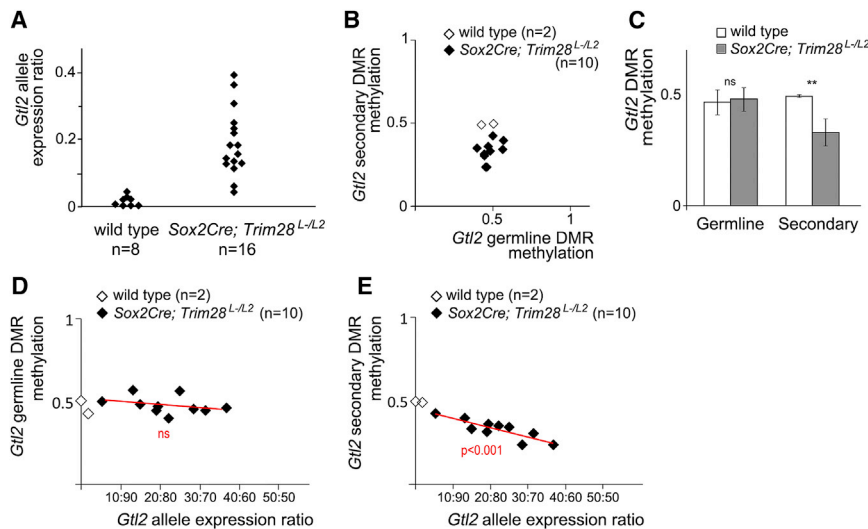 A
Gtl2 allele
expression ratio
0.4
0.2
0
wild type
n=8
Sox2Cre; Trim28 L-/L2
n=16
B
wild type (n=2)
Sox2Cre; Trim28 L-/L2
(n=10)
Gtl2 secondary DMR
methylation
1
0.5
0
0.5
1
Gtl2 germline DMR
methylation
C
wild type
Sox2Cre; Trim28 L-/L2
Gtl2 DMR
methylation
0.5
0
ns
**
Germline
Secondary
D
wild type (n=2)
Sox2Cre; Trim28 L-/L2 (n=10)
Gtl2 germline DMR
methylation
1
0.5
ns
10:90 20:80 30:70 40:60 50:50
Gtl2 allele expression ratio
E
wild type (n=2)
Sox2Cre; Trim28 L-/L2 (n=10)
Gtl2 secondary DMR
methylation
1
0.5
p<0.001
10:90 20:80 30:70 40:60 50:50
Gtl2 allele expression ratio